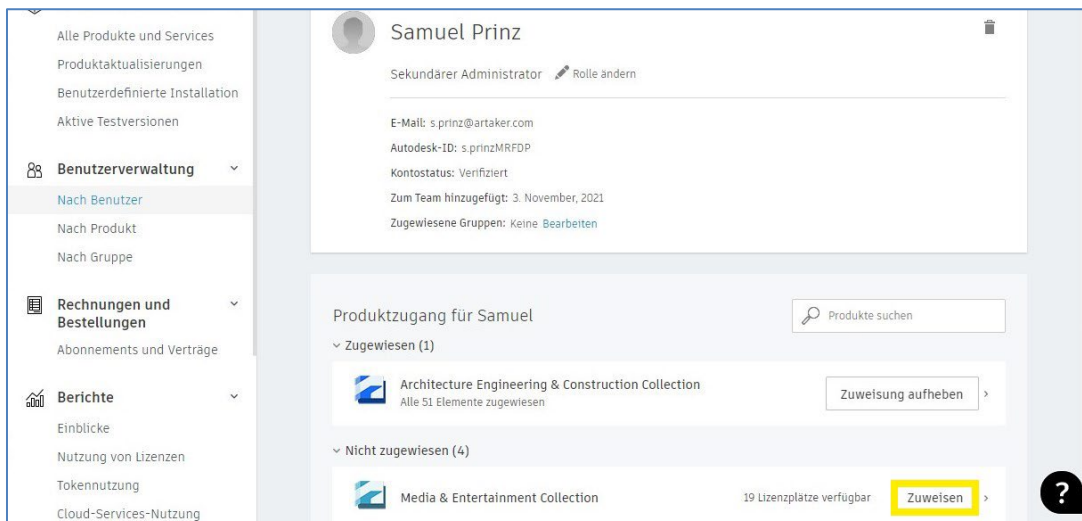 Alle Produkte und Services
Produktaktualisierungen
Benutzerdefinierte Installation
Aktive Testversionen
Benutzerverwaltung
Nach Benutzer
Nach Produkt
Nach Gruppe
Rechnungen und
Bestellungen
Abonnements und Verträge
Berichte
Einblicke
Nutzung von Lizenzen
Tokennutzung
Cloud-Services-Nutzung
Samuel Prinz
Sekundärer Administrator Rolle ändern
E-Mail: s.prinz@artaker.com
Autodesk-ID: s.prinzMRFDP
Kontostatus: Verifiziert
Zum Team hinzugefügt: 3. November, 2021
Zugewiesene Gruppen: Keine Bearbeiten
Produktzugang für Samuel
Produkte suchen
Zugewiesen (1)
Architecture Engineering & Construction Collection
Alle 51 Elemente zugewiesen
Zuweisung aufheben
Nicht zugewiesen (4)
Media & Entertainment Collection
19 Lizenzplätze verfügbar
Zuweisen
?